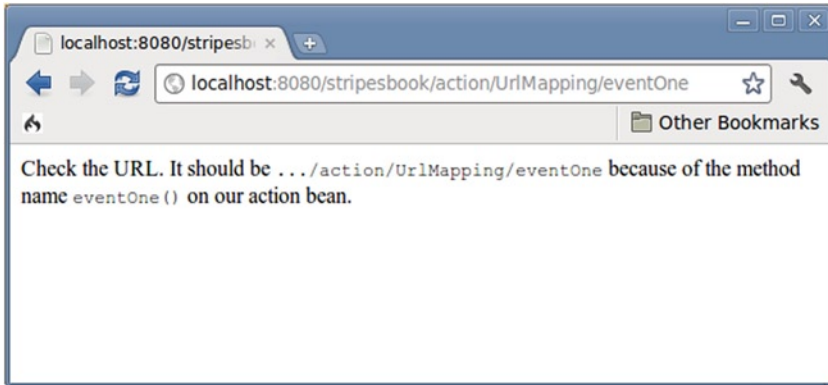 localhost:8080/stripesb
localhost:8080/stripesbook/action/UrlMapping/eventOne
Other Bookmarks
Check the URL. It should be .../action/UrlMapping/eventOne because of the method
name eventOne() on our action bean.